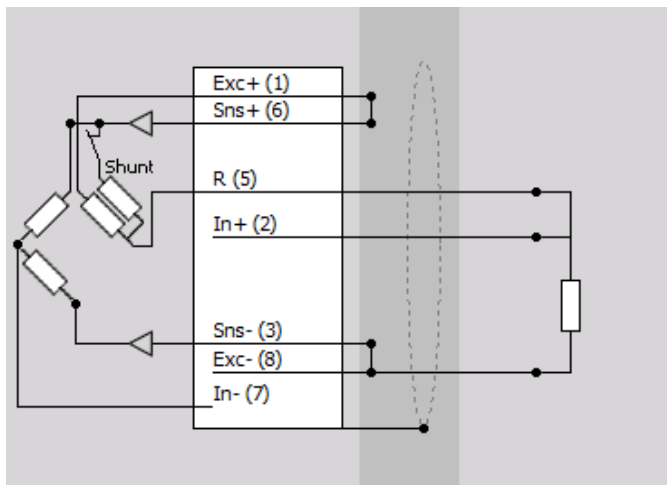 Exc+ (1)
Sns+ (6)
Shunt
R (5)
In+ (2)
Sns- (3)
Exc- (8)
In- (7)